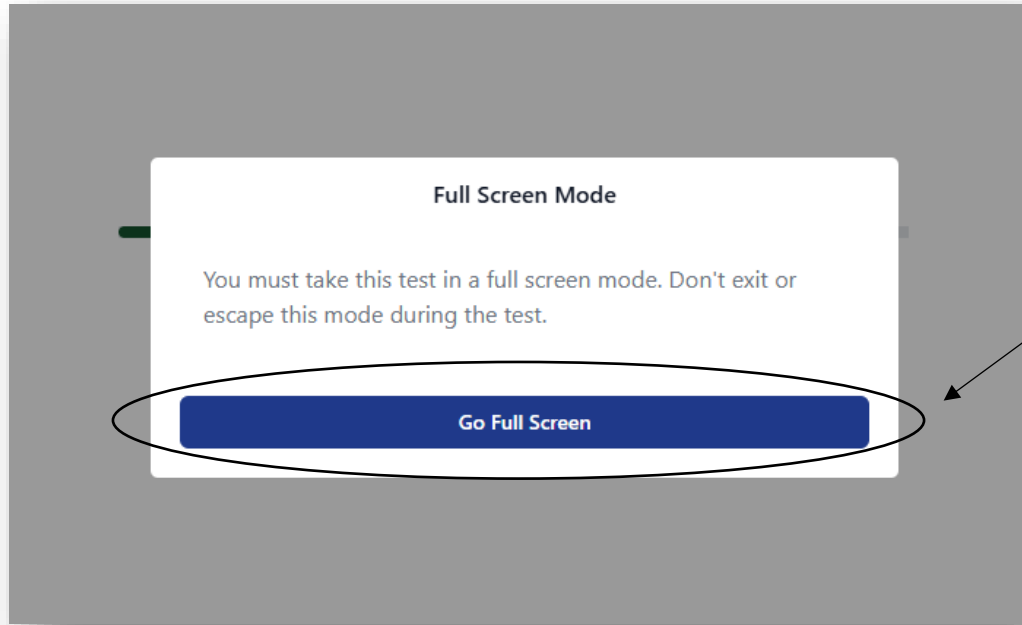 Full Screen Mode
You must take this test in a full screen mode. Don't exit or
escape this mode during the test.
Go Full Screen